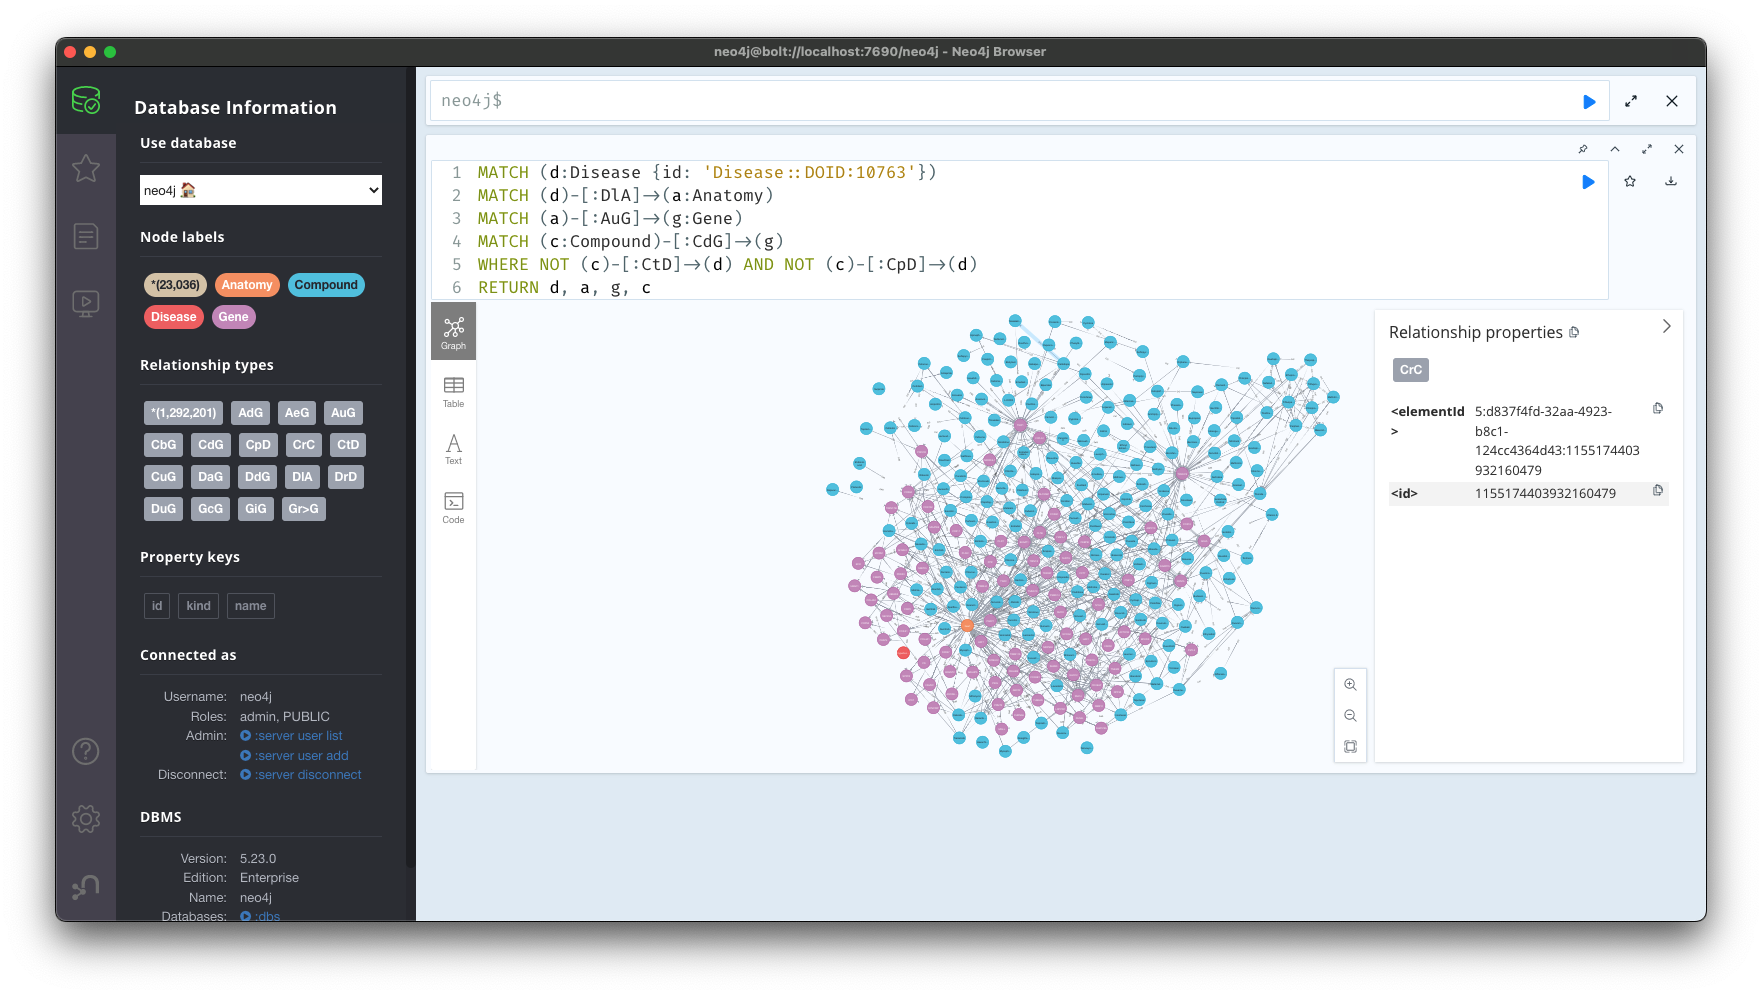 neo4j@bolt://localhost:7690/neo4j - Neo4j Browser
Database Information
Use database
neo4j
Node labels
*(23,036) Anatomy Compound
Disease Gene
Relationship types
*(1,292,201) AdG AeG AuG
CbG CdG CpD CrC CtD
CuG DaG DdG DlA DrD
DuG GcG GiG Gr>G
Property keys
id kind name
Connected as
Username: neo4j
Roles: admin, PUBLIC
Admin: :server user list
:server user add
Disconnect: :server disconnect
DBMS
Version: 5.23.0
Edition: Enterprise
Name: neo4j
Databases: :dbs
neo4j$
1 MATCH (d:Disease {id: 'Disease::DOID:10763'})
2 MATCH (d)-[:DlA]->(a:Anatomy)
3 MATCH (a)-[:AuG]->(g:Gene)
4 MATCH (c:Compound)-[:CdG]->(g)
5 WHERE NOT (c)-[:CtD]->(d) AND NOT (c)-[:CpD]->(d)
6 RETURN d, a, g, c
Graph
Table
Text
Code
Relationship properties
CrC
<elementId
>
5:d837f4fd-32aa-4923-
b8c1-
124cc4364d43:1155174403
932160479
<id> 1155174403932160479